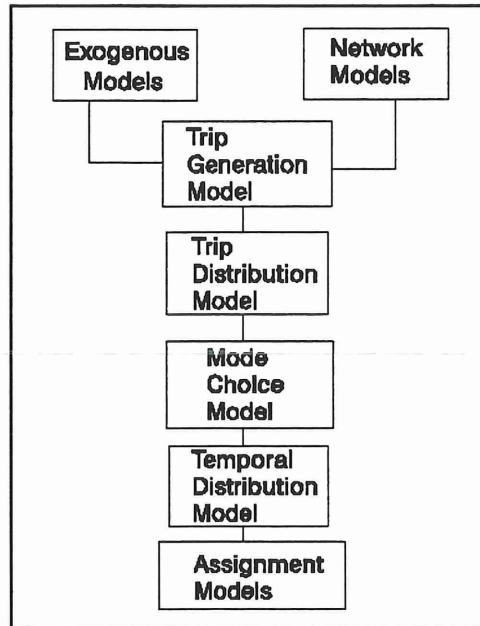 Exogenous
Models
Network
Models
Trip
Generation
Model
Trip
Distribution
Model
Mode
Choice
Model
Temporal
Distribution
Model
Assignment
Models